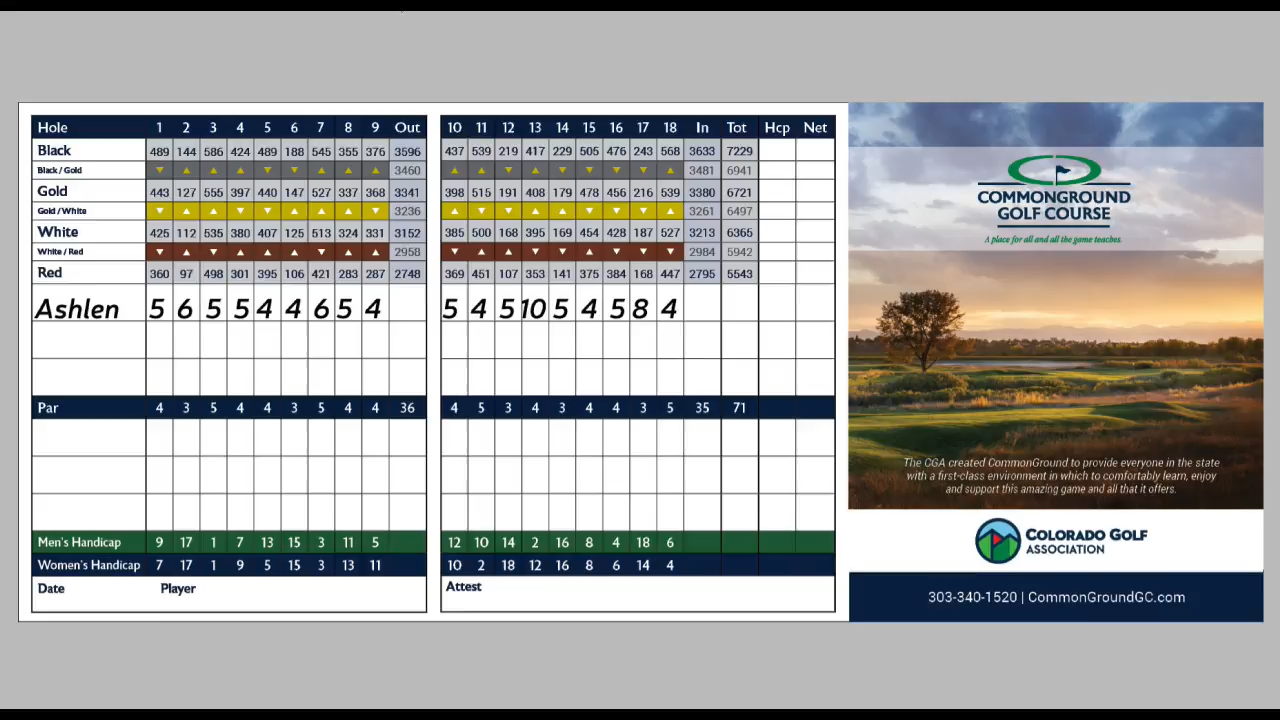 Hole 1 2 3 4 5 6 7 8 9 Out 10 11 12 13 14 15 16 17 18 In Tot Hcp Net
Black 489 144 586 424 489 188 545 355 376 3596 437 539 219 417 229 505 476 243 568 3633 7229
Black / Gold ▼ ▲ ▲ ▲ ▲ ▲ ▼ ▲ ▲ 3460 ▲ ▲ ▼ ▲ ▲ ▼ ▲ ▼ ▲ 3481 6941
Gold 443 127 555 397 440 147 527 337 368 3341 398 515 191 408 179 478 456 216 539 3380 6721
Gold / White ▼ ▲ ▲ ▲ ▼ ▲ ▲ ▲ ▼ 3236 ▲ ▼ ▼ ▲ ▼ ▲ ▼ ▼ ▲ 3261 6497
White 425 112 535 380 407 125 513 324 331 3152 385 500 168 395 169 454 428 187 527 3213 6365
White / Red ▼ ▲ ▲ ▲ ▲ ▲ ▼ ▲ ▲ 2958 ▼ ▲ ▼ ▲ ▲ ▼ ▼ ▲ ▼ 2984 5942
Red 360 97 498 301 395 106 421 283 287 2748 369 451 107 353 141 375 384 168 447 2795 5543
Ashlen 5 6 5 5 4 4 6 5 4 5 4 5 10 5 4 5 8 4
Par 4 3 5 4 4 3 5 4 4 36 4 5 3 4 3 4 4 3 5 35 71
Men's Handicap 9 17 1 7 13 15 3 11 5 12 10 14 2 16 8 4 18 6
Women's Handicap 7 17 1 9 5 15 3 13 11 10 2 18 12 16 8 6 14 4
Date Player Attest
COMMONGROUND
GOLF COURSE
A place for all and all the game teaches.
The CGA created CommonGround to provide everyone in the state
with a first-class environment in which to comfortably learn, enjoy
and support this amazing game and all that it offers.
COLORADO GOLF
ASSOCIATION
303-340-1520 | CommonGroundGC.com